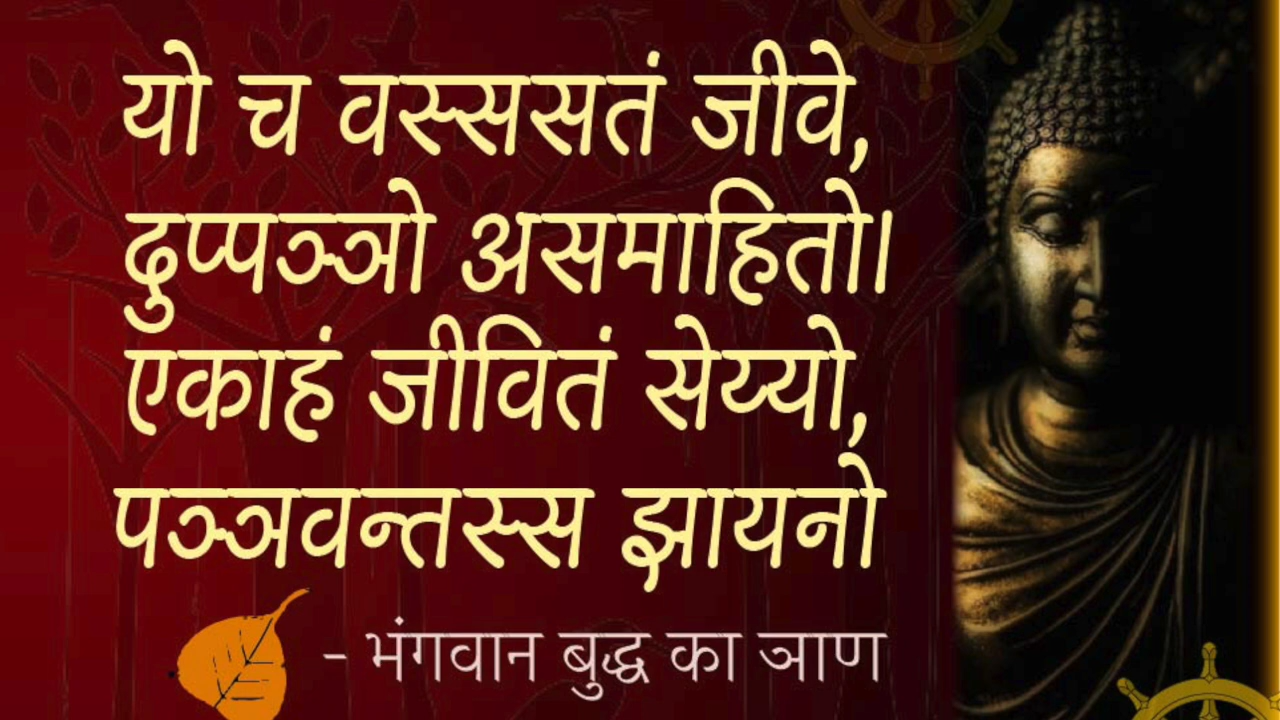 यो च वस्ससतं जीवे,
दुप्पञ्ञो असमाहितो।
एकाहं जीवितं सेय्यो,
पञ्ञवन्तस्स झायनो
- भंगवान बुद्ध का ञाण